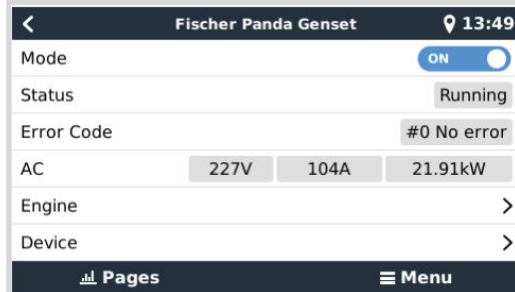 Fischer Panda Genset 13:49
Mode ON
Status Running
Error Code #0 No error
AC 227V 104A 21.91kW
Engine
Device
Pages Menu